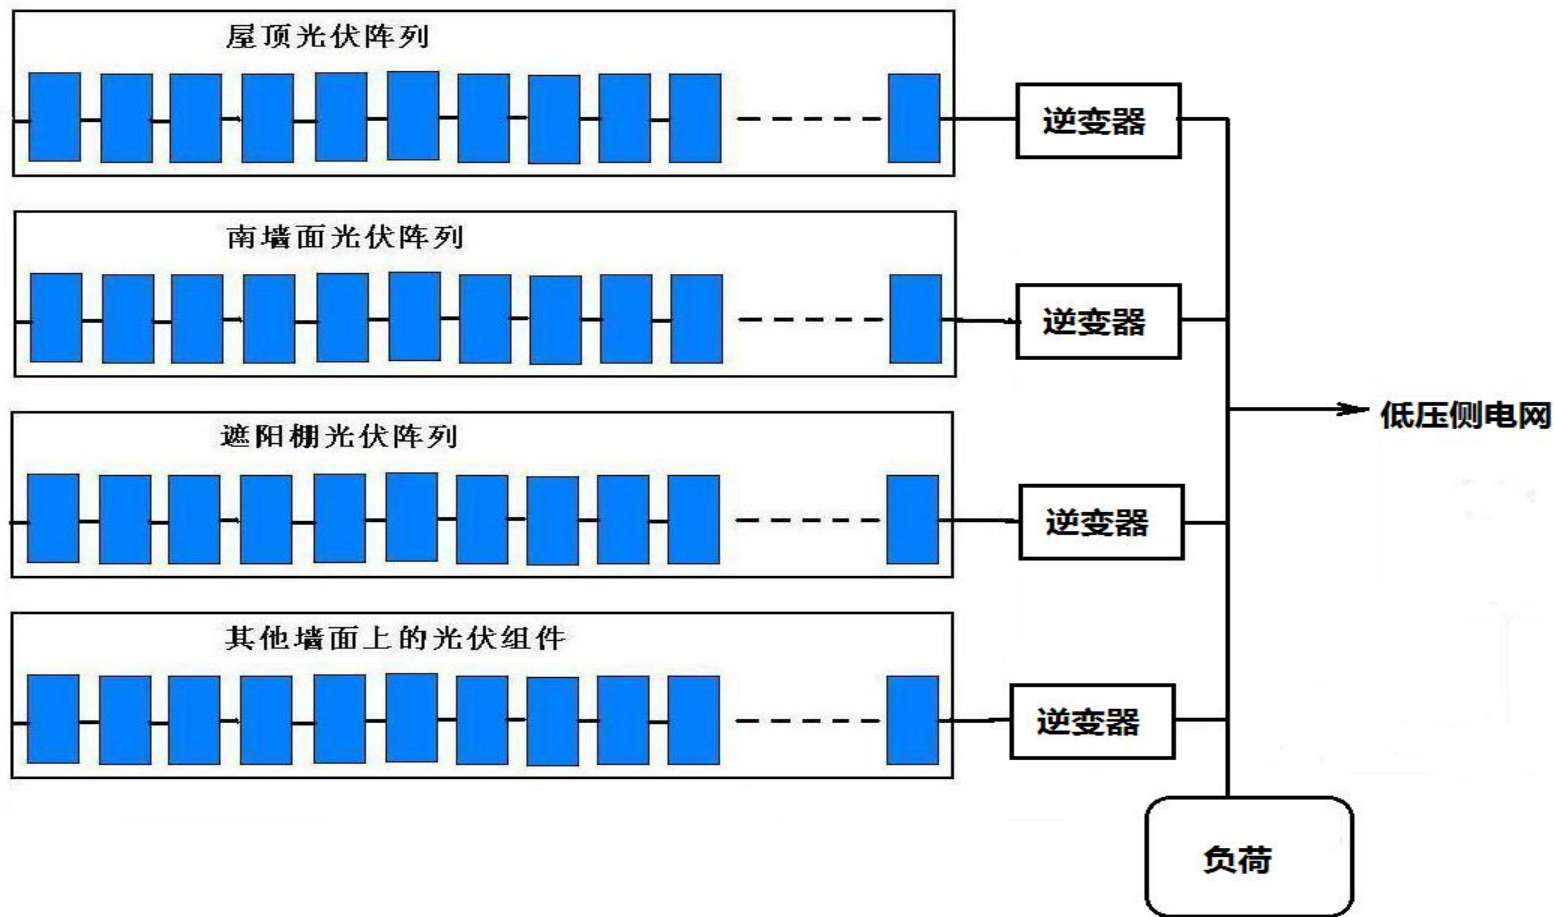 屋顶光伏阵列
逆变器
南墙面光伏阵列
逆变器
低压侧电网
遮阳棚光伏阵列
逆变器
其他墙面上的光伏组件
逆变器
负荷